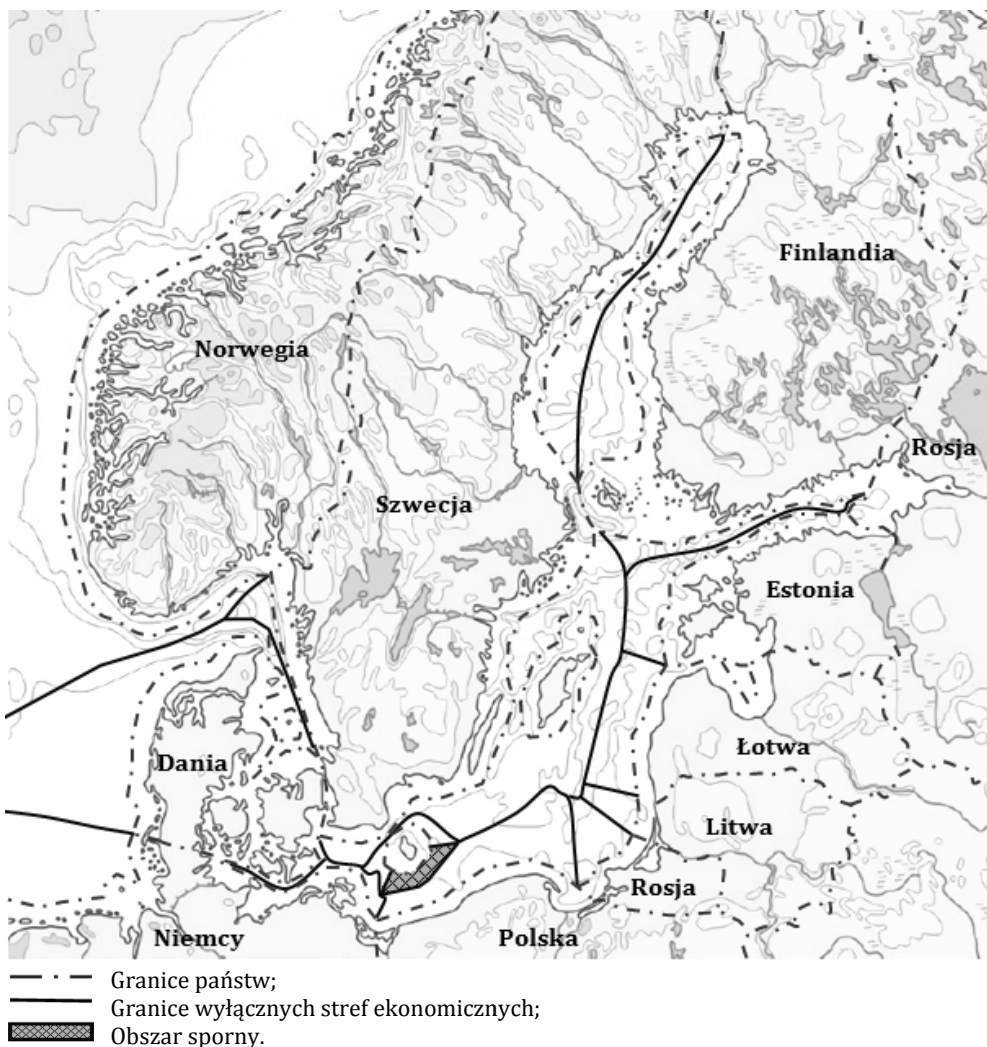 Finlandia
Norwegia
Rosja
Szwecja
Estonia
Łotwa
Dania
Litwa
Rosja
Niemcy
Polska
Granice państw;
Granice wyłącznych stref ekonomicznych;
Obszar sporny.